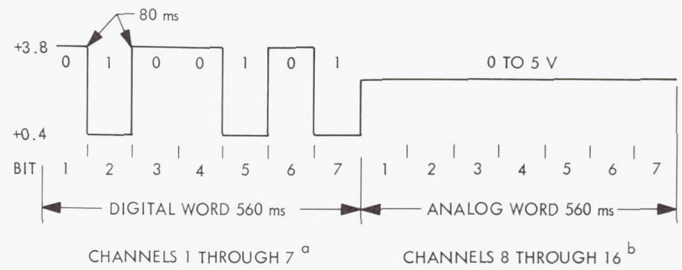 80 ms
+3.8
0 1 0 0 1 0 1 0 TO 5 V
+0.4
BIT 1 2 3 4 5 6 7 1 2 3 4 5 6 7
DIGITAL WORD 560 ms ANALOG WORD 560 ms
CHANNELS 1 THROUGH 7 a CHANNELS 8 THROUGH 16 b